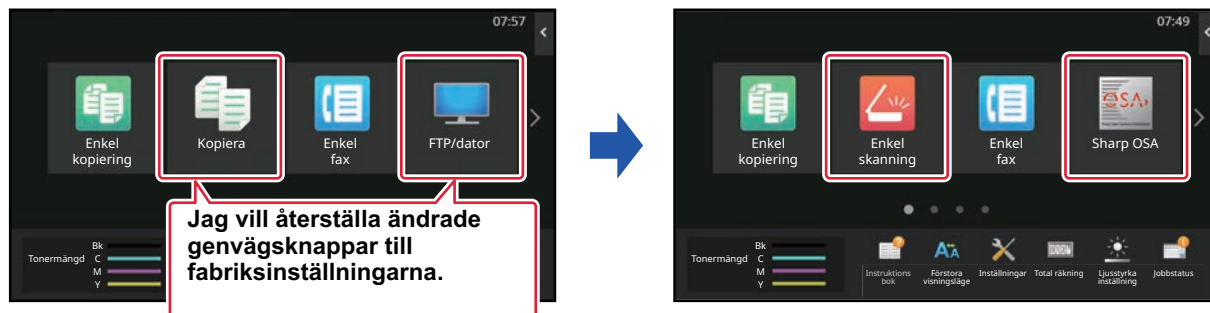 07:57
Enkel
kopiering
Kopiera
Enkel
fax
FTP/dator
Jag vill återställa ändrade
genvägsknappar till
fabriksinställningarna.
Tonermängd
Bk
C
M
Y
07:49
Enkel
kopiering
Enkel
skanning
Enkel
fax
OSA
Sharp OSA
Tonermängd
Bk
C
M
Y
Instruktions
bok
Förstora
visningsläge
Inställningar
Total räkning
Ljusstyrka
inställning
Jobbstatus